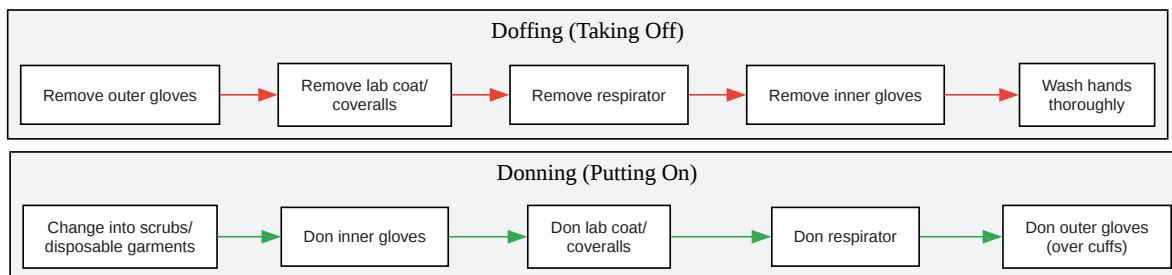 Doffing (Taking Off)
Remove outer gloves
Remove lab coat/
coveralls
Remove respirator
Remove inner gloves
Wash hands
thoroughly
Donning (Putting On)
Change into scrubs/
disposable garments
Don inner gloves
Don lab coat/
coveralls
Don respirator
Don outer gloves
(over cuffs)